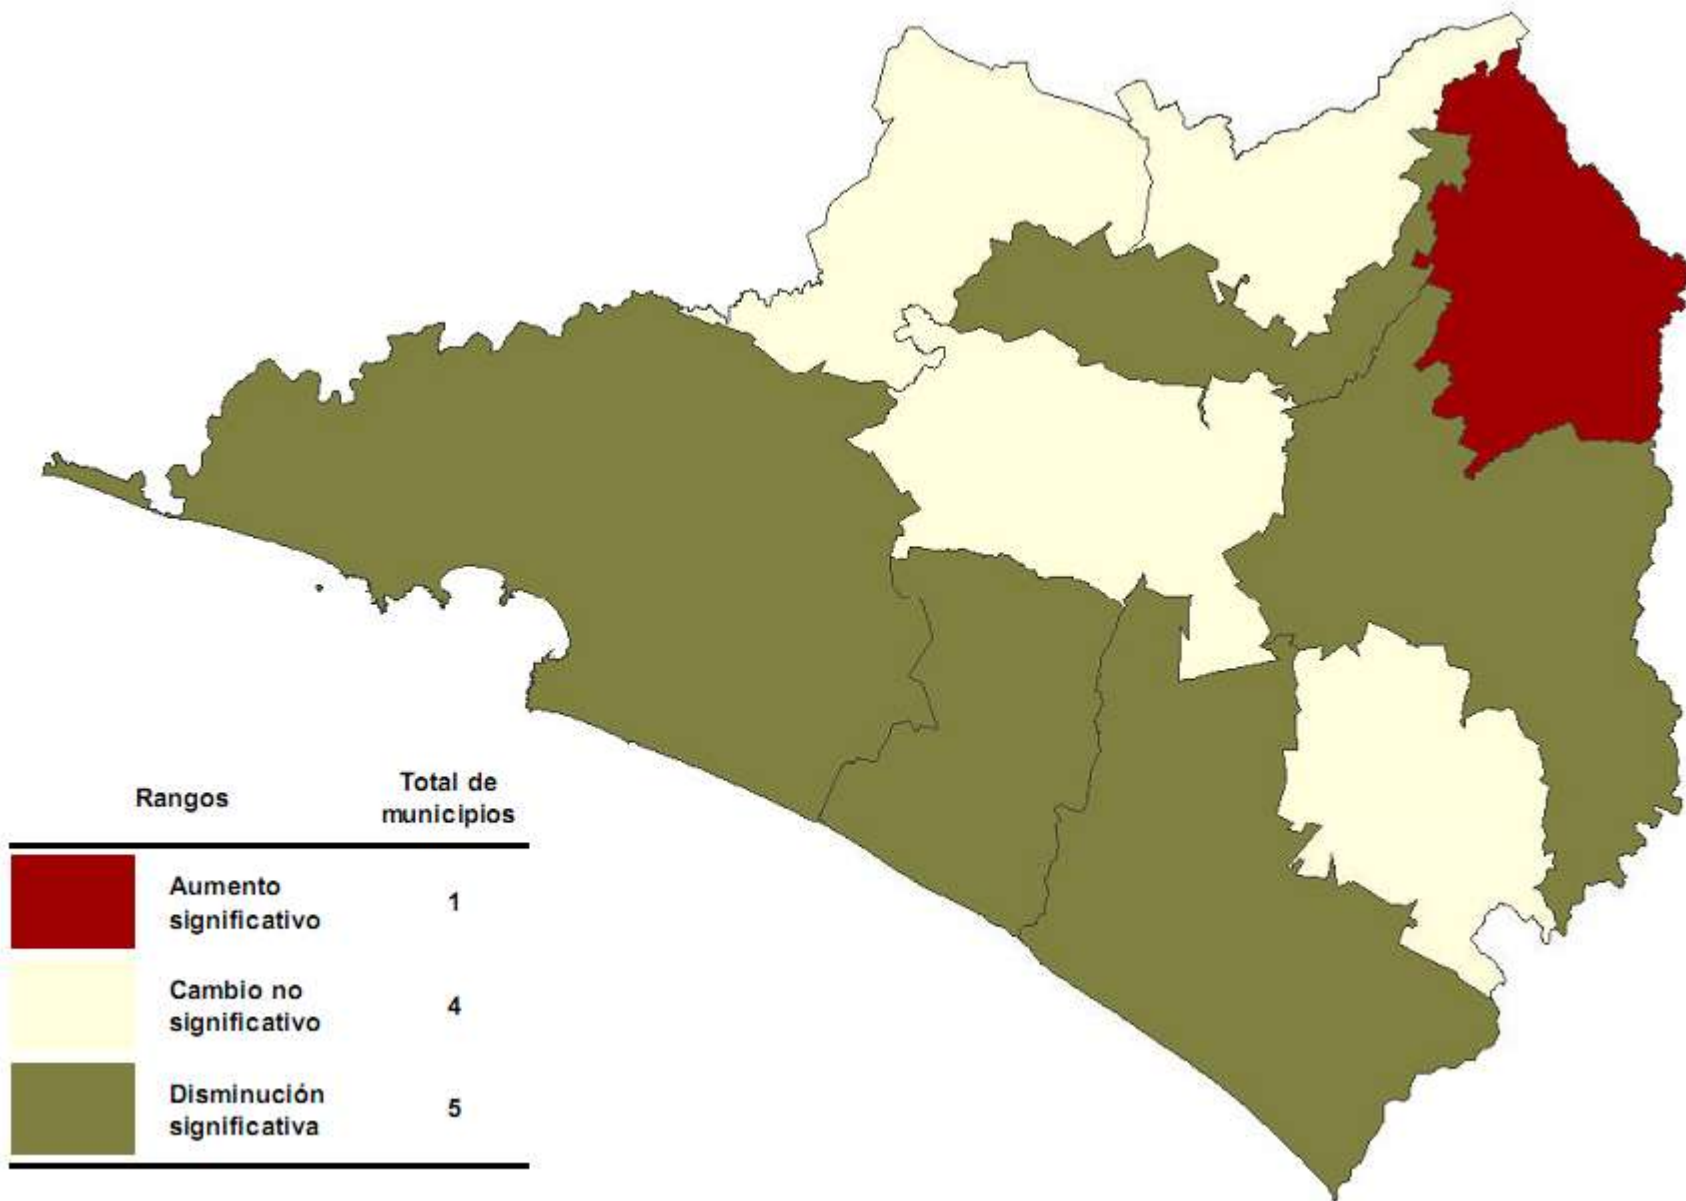 Rangos
Total de
municipios
Aumento
significativo
1
Cambio no
significativo
4
Disminución
significativa
5